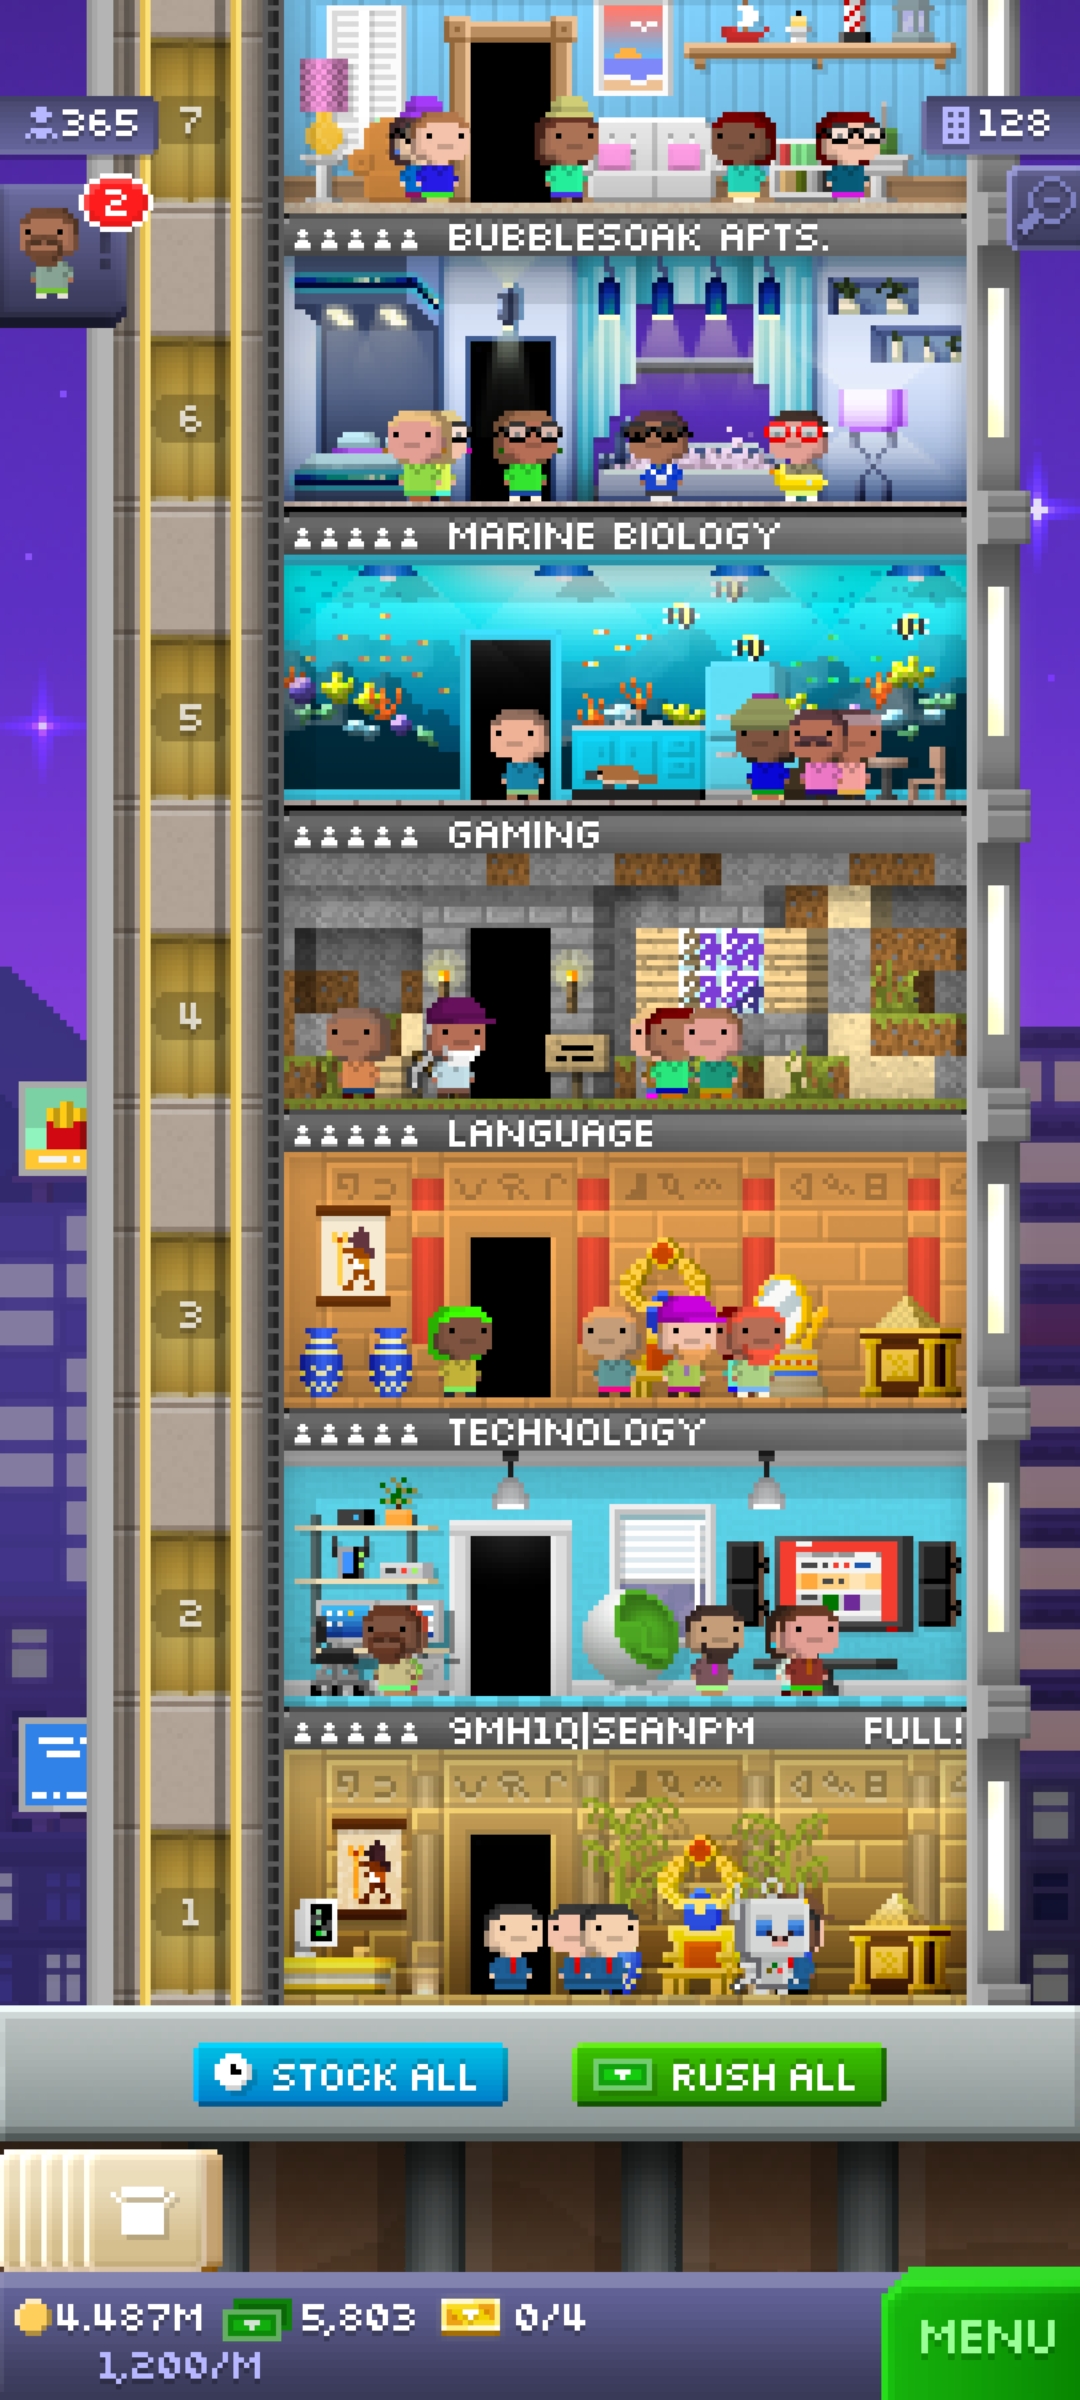 7
365
128
2
BUBBLESOAK APTS.
6
MARINE BIOLOGY
5
GAMING
4
LANGUAGE
3
TECHNOLOGY
2
9MH1Q|SEANPM FULL!
1
STOCK ALL
RUSH ALL
4.487M 5,803 0/4
1,200/M
MENU